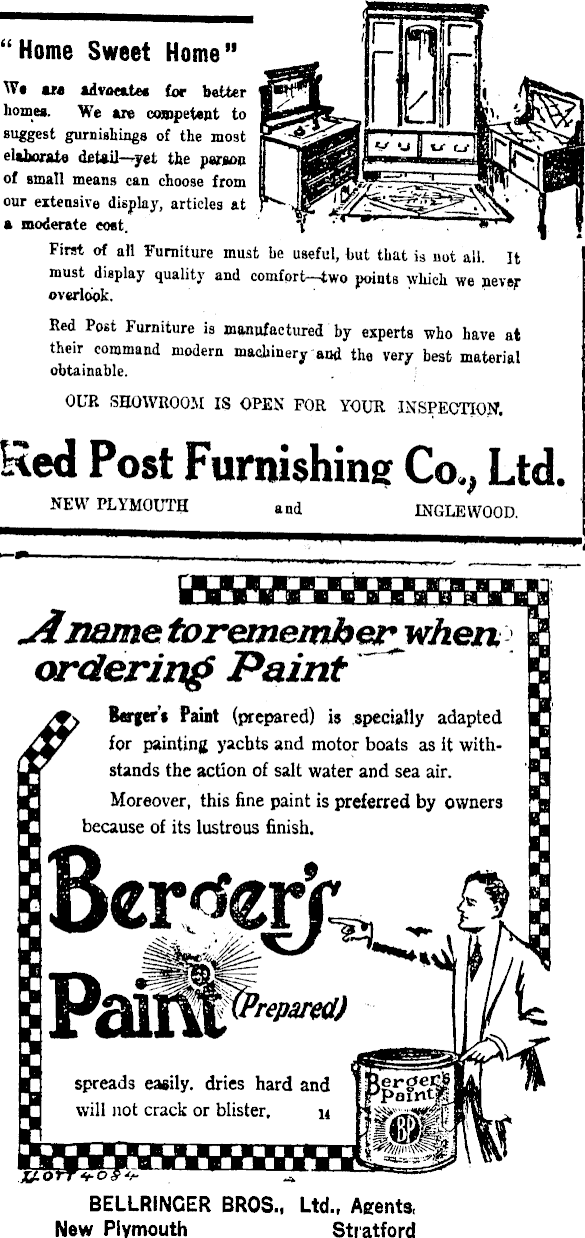 “Home Sweet Home”
We are advocates for better
homes. We are competent to
suggest gurnishings of the most
elaborate detail—yet the person
of small means can choose from
our extensive display, articles at
a moderate cost.
First of all Furniture must be useful, but that is not all. It
must display quality and comfort—two points which we never
overlook.
Red Post Furniture is manufactured by experts who have at
their command modern machinery and the very best material
obtainable.
OUR SHOWROOM IS OPEN FOR YOUR INSPECTION.
Red Post Furnishing Co., Ltd.
NEW PLYMOUTH and INGLEWOOD.
A name to remember when
ordering Paint
Berger's Paint (prepared) is specially adapted
for painting yachts and motor boats as it with-
stands the action of salt water and sea air.
Moreover, this fine paint is preferred by owners
because of its lustrous finish.
Berger's
Paint (Prepared)
spreads easily. dries hard and
will not crack or blister. 14
Berger's
Paint
BP
ILOTT 4084
BELLRINGER BROS., Ltd., Agents,
New Plymouth Stratford